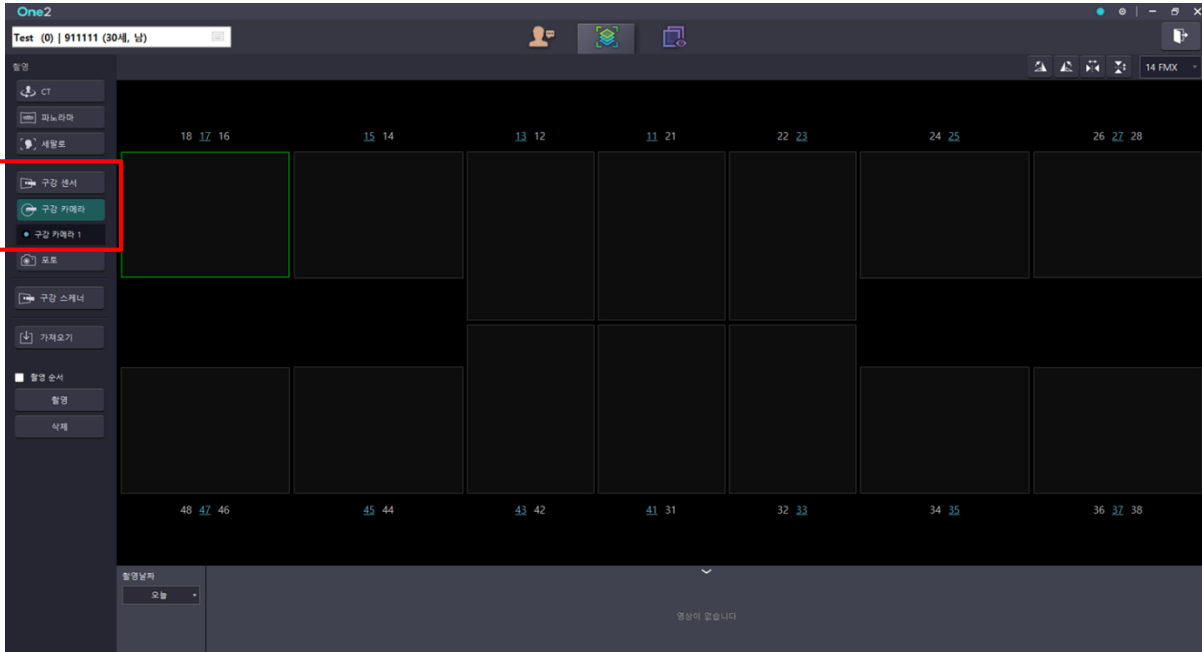 One2
Test (0) | 911111 (30세, 남)
촬영
14 FMX
CT
파노라마
세팔로
구강 센서
구강 카메라
구강 카메라 1
포토
구강 스케너
가져오기
촬영 순서
촬영
삭제
18 17 16
15 14
13 12
11 21
22 23
24 25
26 27 28
48 47 46
45 44
43 42
41 31
32 33
34 35
36 37 38
촬영날짜
오늘
영상이 없습니다